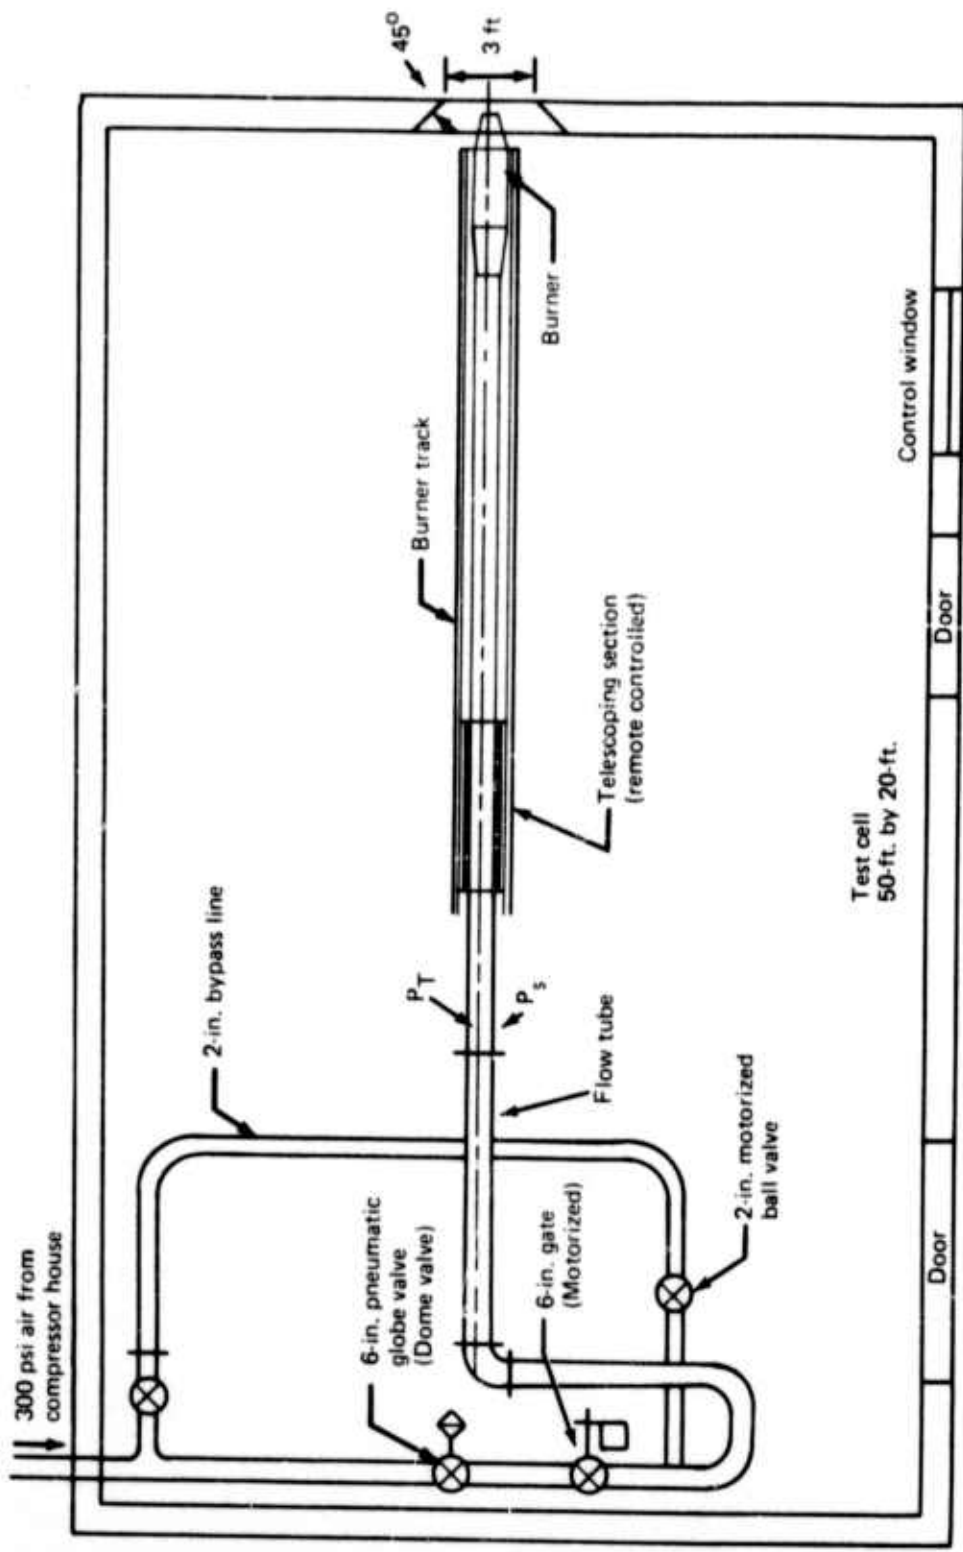 300 psi air from
compressor house
2-in. bypass line
6-in. pneumatic
globe valve
(Dome valve)
6-in. gate
(Motorized)
2-in. motorized
ball valve
Flow tube
P_T
P_s
Telescoping section
(remote controlled)
Burner track
Burner
45°
3 ft
Test cell
50-ft. by 20-ft.
Door
Door
Control window